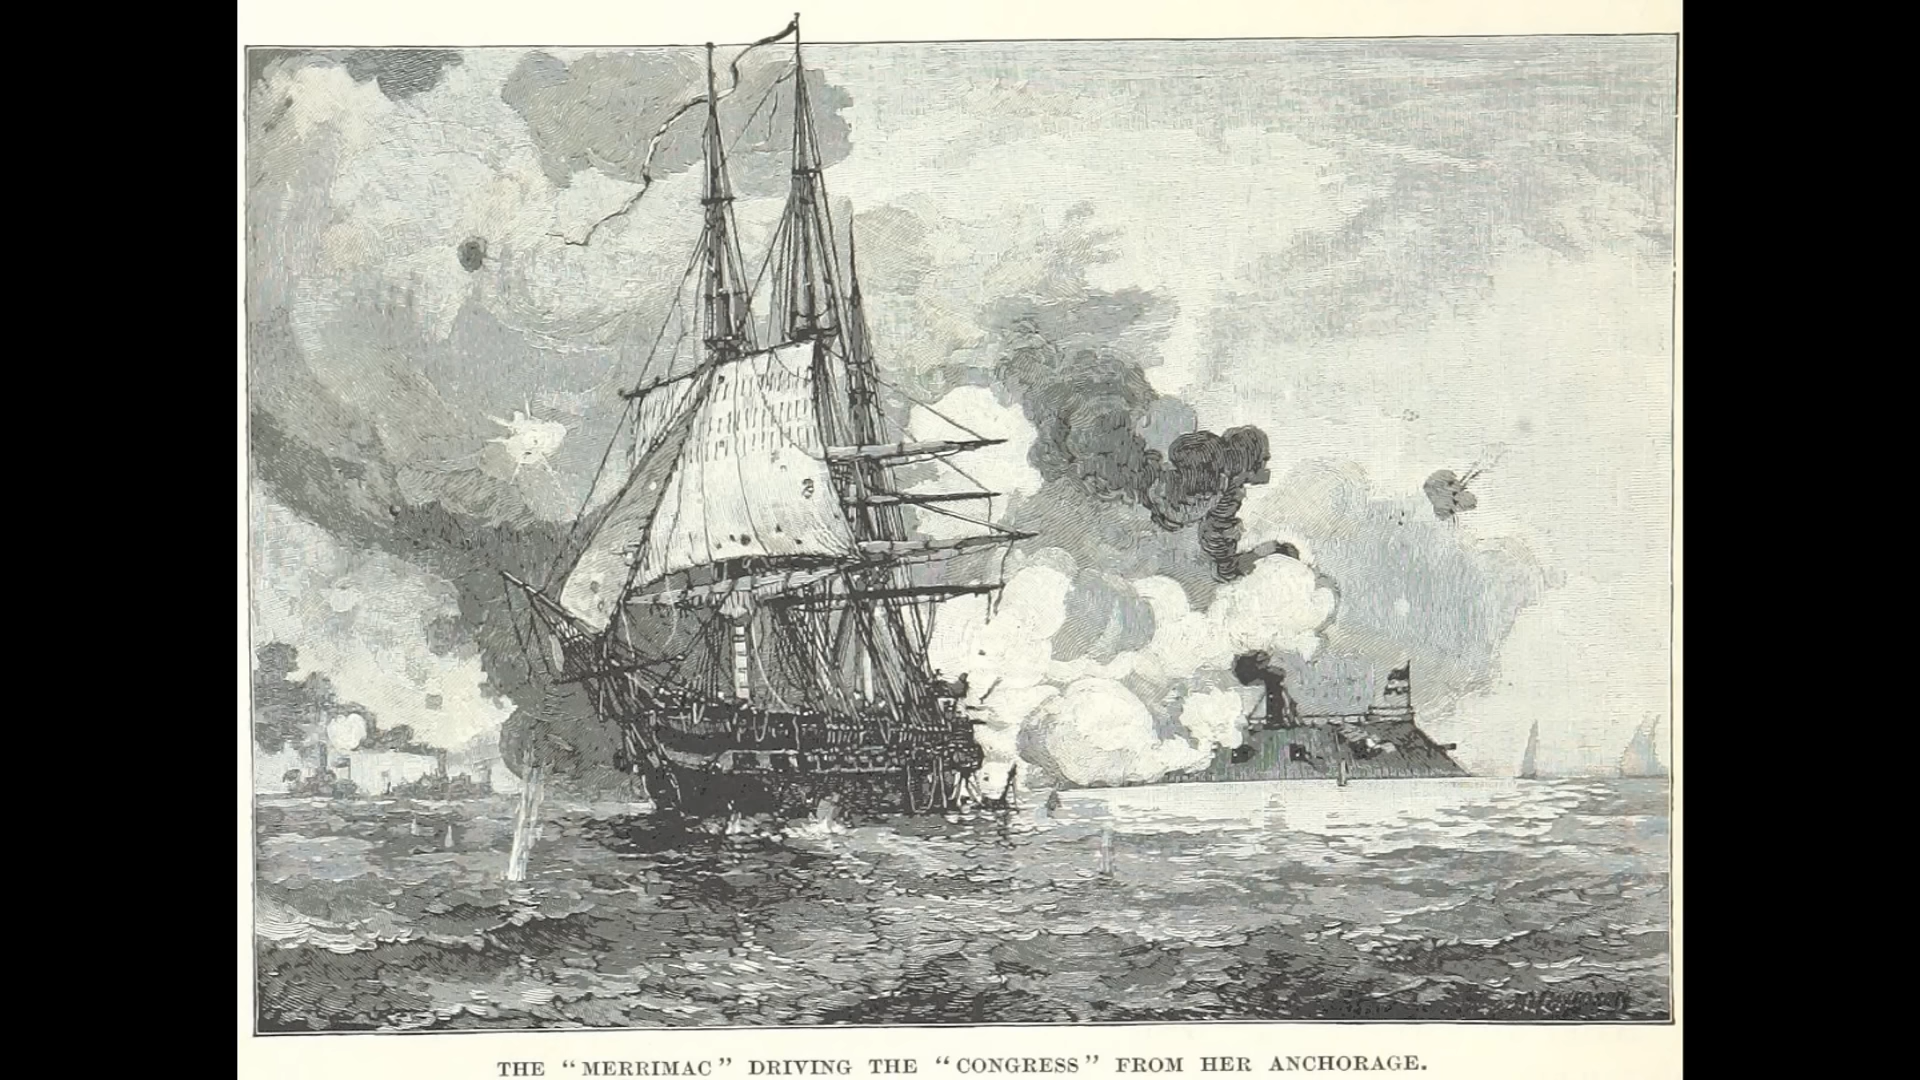 THE “MERRIMAC” DRIVING THE “CONGRESS” FROM HER ANCHORAGE.